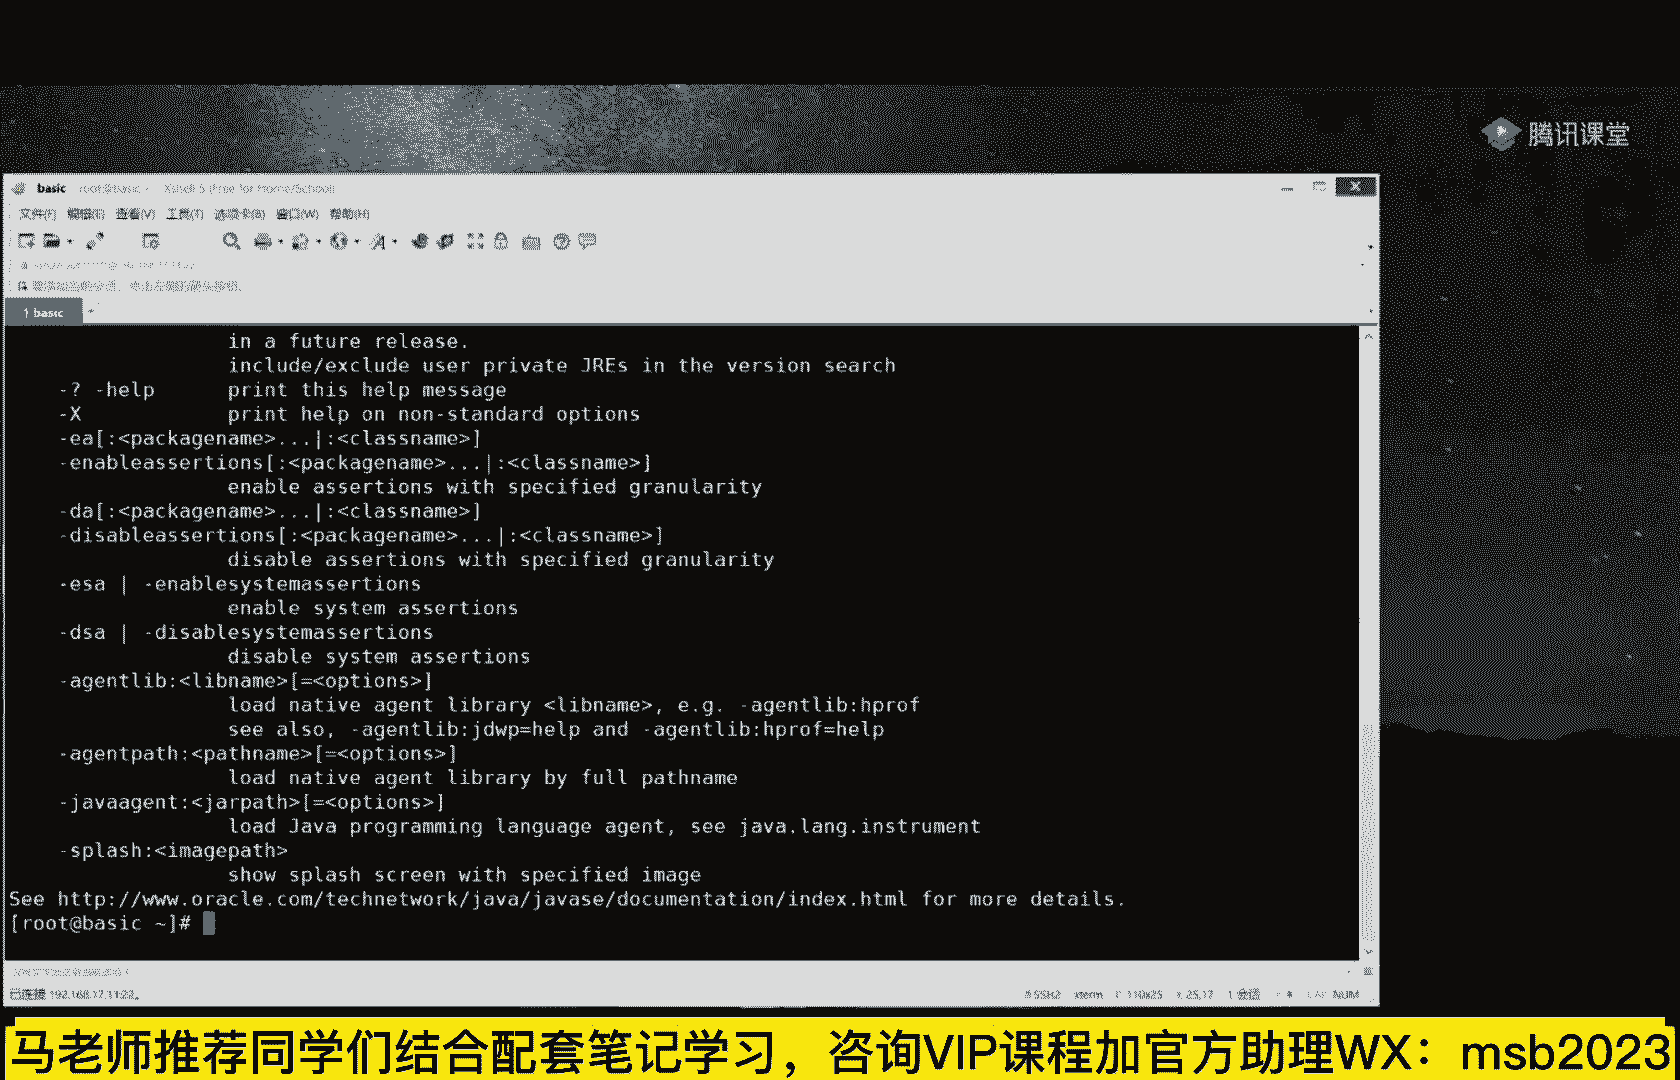 腾讯课堂
basic root@basic:~ Xshell 5 (Free for Home/School)
文件(F) 编辑(E) 查看(V) 工具(T) 选项卡(B) 窗口(W) 帮助(H)
1 basic
in a future release.
include/exclude user private JREs in the version search
-? -help print this help message
-X print help on non-standard options
-ea[:<packagename>...|:<classname>]
-enableassertions[:<packagename>...|:<classname>]
enable assertions with specified granularity
-da[:<packagename>...|:<classname>]
-disableassertions[:<packagename>...|:<classname>]
disable assertions with specified granularity
-esa | -enablesystemassertions
enable system assertions
-dsa | -disablesystemassertions
disable system assertions
-agentlib:<libname>[=<options>]
load native agent library <libname>, e.g. -agentlib:hprof
see also, -agentlib:jdwp=help and -agentlib:hprof=help
-agentpath:<pathname>[=<options>]
load native agent library by full pathname
-javaagent:<jarpath>[=<options>]
load Java programming language agent, see java.lang.instrument
-splash:<imagepath>
show splash screen with specified image
See http://www.oracle.com/technetwork/java/javase/documentation/index.html for more details.
[root@basic ~]#
已连接 192.168.17.11:22。 SSH2 xterm 110x25 25,17 1 会话 CAP NUM
马老师推荐同学们结合配套笔记学习，咨询VIP课程加官方助理WX：msb2023